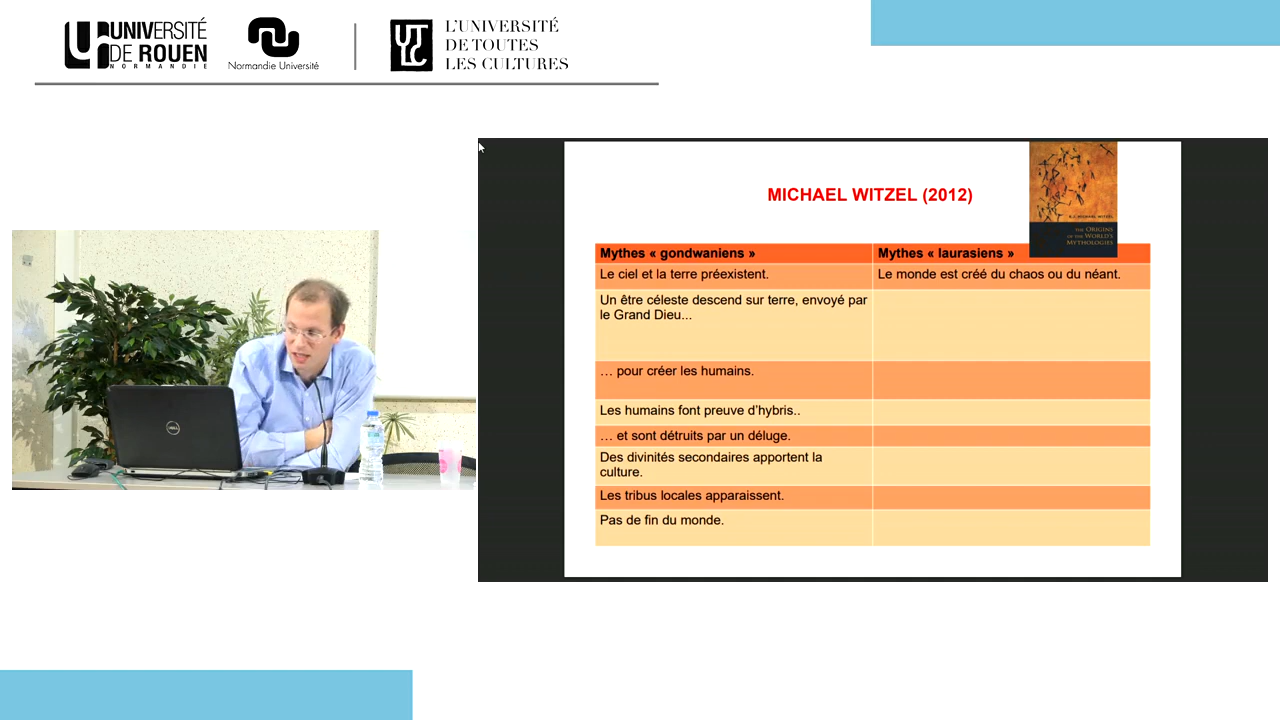 UNIVERSITÉ
DE ROUEN
NORMANDIE
Normandie Université
UTLC
L'UNIVERSITÉ
DE TOUTES
LES CULTURES
MICHAEL WITZEL (2012)
E.J. MICHAEL WITZEL
THE ORIGINS
OF THE WORLD'S
MYTHOLOGIES
Mythes « gondwaniens »
Mythes « laurasiens »
Le ciel et la terre préexistent.
Le monde est créé du chaos ou du néant.
Un être céleste descend sur terre, envoyé par
le Grand Dieu...
… pour créer les humains.
Les humains font preuve d'hybris..
… et sont détruits par un déluge.
Des divinités secondaires apportent la
culture.
Les tribus locales apparaissent.
Pas de fin du monde.
DELL